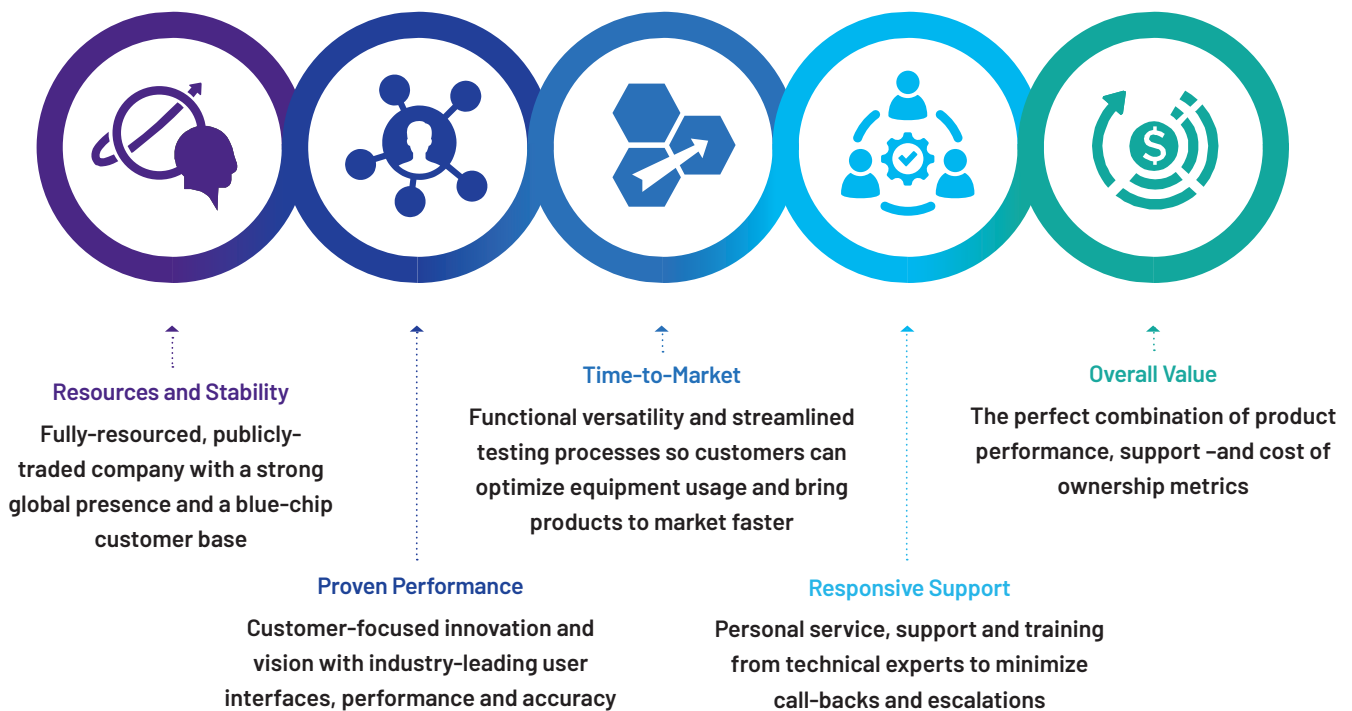 Resources and Stability
Fully-resourced, publicly-
traded company with a strong
global presence and a blue-chip
customer base
Proven Performance
Customer-focused innovation and
vision with industry-leading user
interfaces, performance and accuracy
Time-to-Market
Functional versatility and streamlined
testing processes so customers can
optimize equipment usage and bring
products to market faster
Responsive Support
Personal service, support and training
from technical experts to minimize
call-backs and escalations
Overall Value
The perfect combination of product
performance, support –and cost of
ownership metrics
$